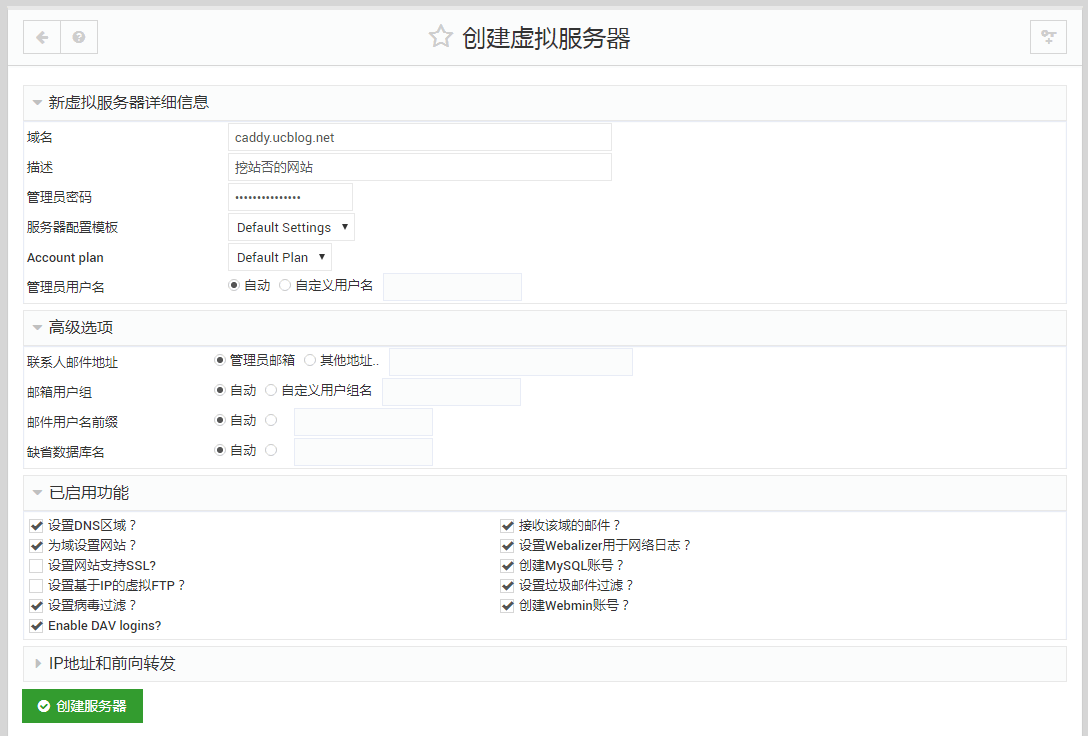 创建虚拟服务器
新虚拟服务器详细信息
域名 caddy.ucblog.net
描述 挖站否的网站
管理员密码 •••••••••••••••
服务器配置模板 Default Settings
Account plan Default Plan
管理员用户名 自动 自定义用户名
高级选项
联系人邮件地址 管理员邮箱 其他地址..
邮箱用户组 自动 自定义用户组名
邮件用户名前缀 自动
缺省数据库名 自动
已启用功能
设置DNS区域？ 接收该域的邮件？
为域设置网站？ 设置Webalizer用于网络日志？
设置网站支持SSL? 创建MySQL账号？
设置基于IP的虚拟FTP？ 设置垃圾邮件过滤？
设置病毒过滤？ 创建Webmin账号？
Enable DAV logins?
IP地址和前向转发
创建服务器